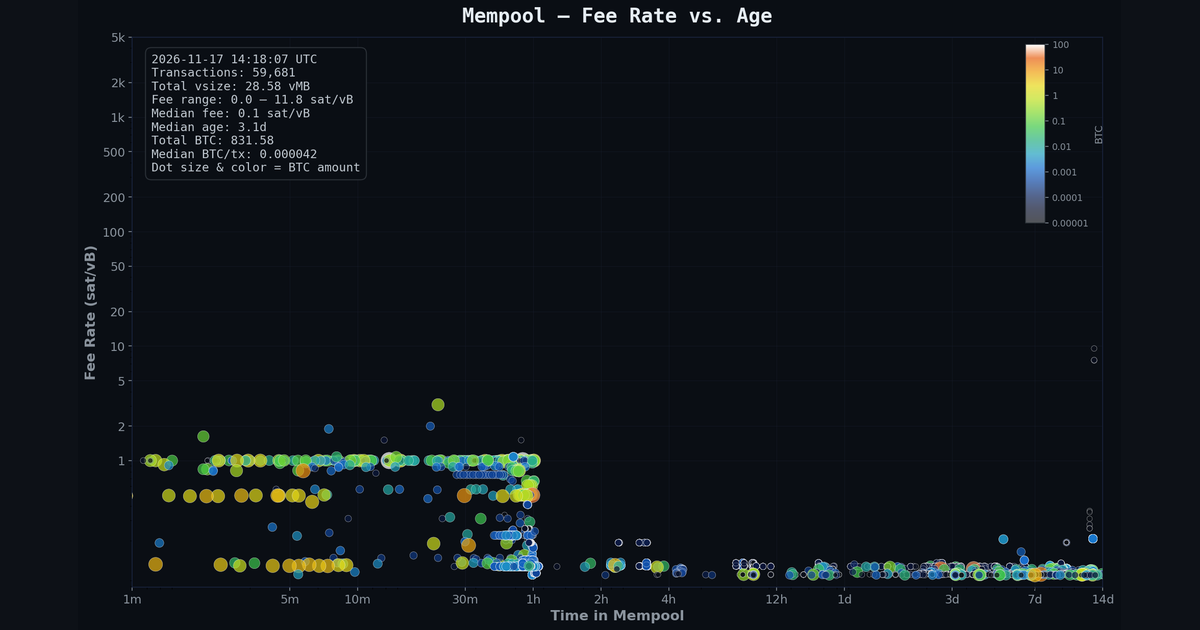 Mempool — Fee Rate vs. Age
2026-11-17 14:18:07 UTC
Transactions: 59,681
Total vsize: 28.58 vMB
Fee range: 0.0 – 11.8 sat/vB
Median fee: 0.1 sat/vB
Median age: 3.1d
Total BTC: 831.58
Median BTC/tx: 0.000042
Dot size & color = BTC amount
100
10
1
0.1
0.01
0.001
0.0001
0.00001
BTC
Fee Rate (sat/vB)
5k
2k
1k
500
200
100
50
20
10
5
2
1
1m 5m 10m 30m 1h 2h 4h 12h 1d 3d 7d 14d
Time in Mempool